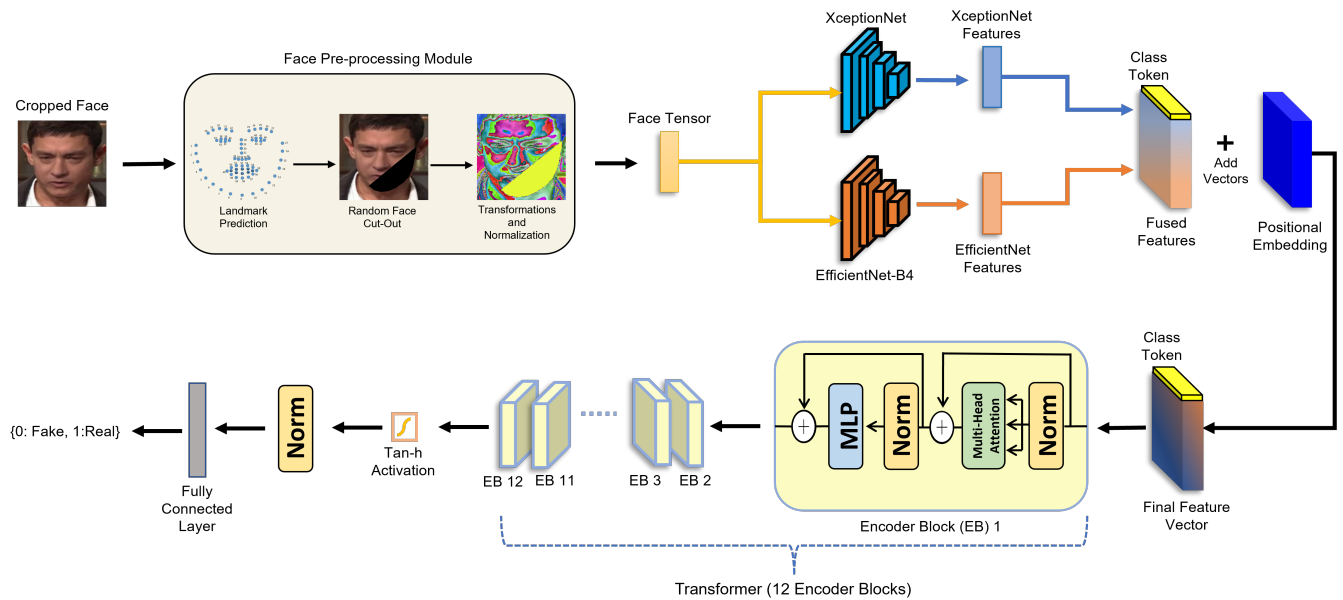 Face Pre-processing Module
Cropped Face
Landmark
Prediction
Random Face
Cut-Out
Transformations
and
Normalization
Face Tensor
XceptionNet
EfficientNet-B4
XceptionNet
Features
EfficientNet
Features
Class
Token
Fused
Features
+
Add
Vectors
Positional
Embedding
Class
Token
Final Feature
Vector
Norm
Multi-Head
Attention
+
Norm
MLP
+
Encoder Block (EB) 1
EB 2
EB 3
EB 11
EB 12
Transformer (12 Encoder Blocks)
Tan-h
Activation
Norm
Fully
Connected
Layer
{0: Fake, 1:Real}